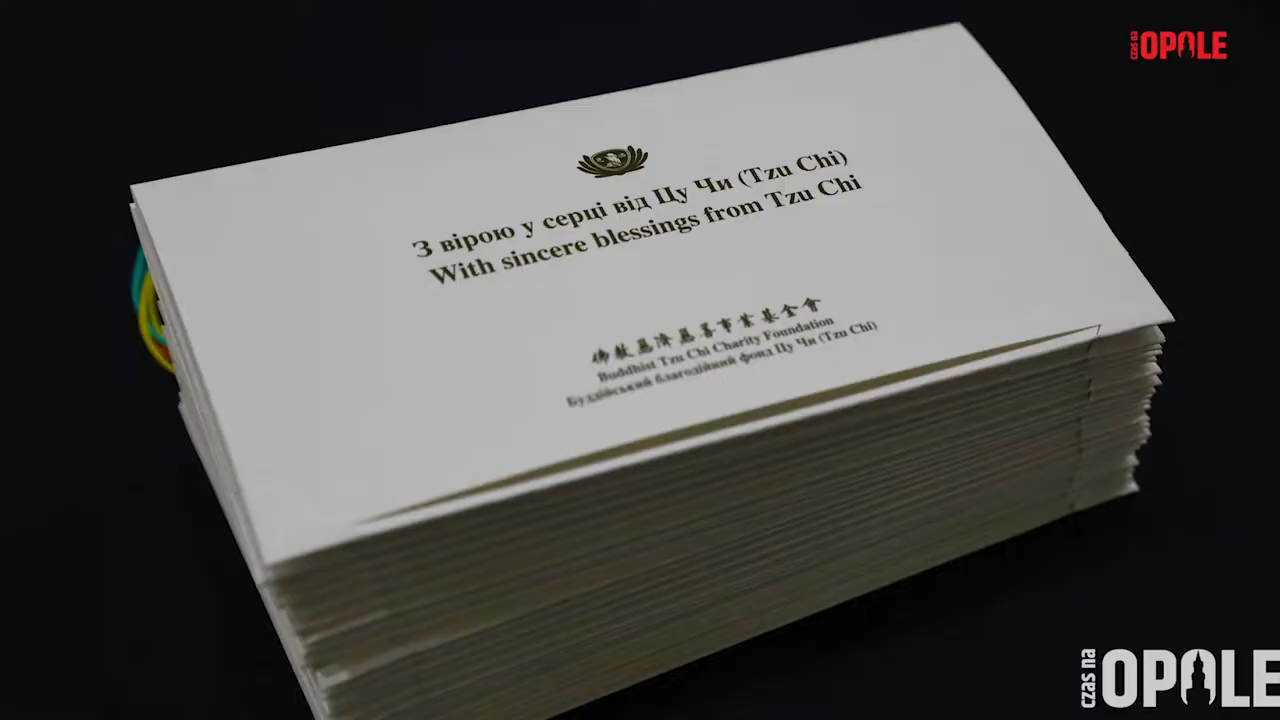 czas na OPOLE
З вірою у серці від Цу Чи (Tzu Chi)
With sincere blessings from Tzu Chi
佛教慈濟慈善事業基金會
Buddhist Tzu Chi Charity Foundation
Буддійський благодійний фонд Цу Чи (Tzu Chi)
czas na OPOLE